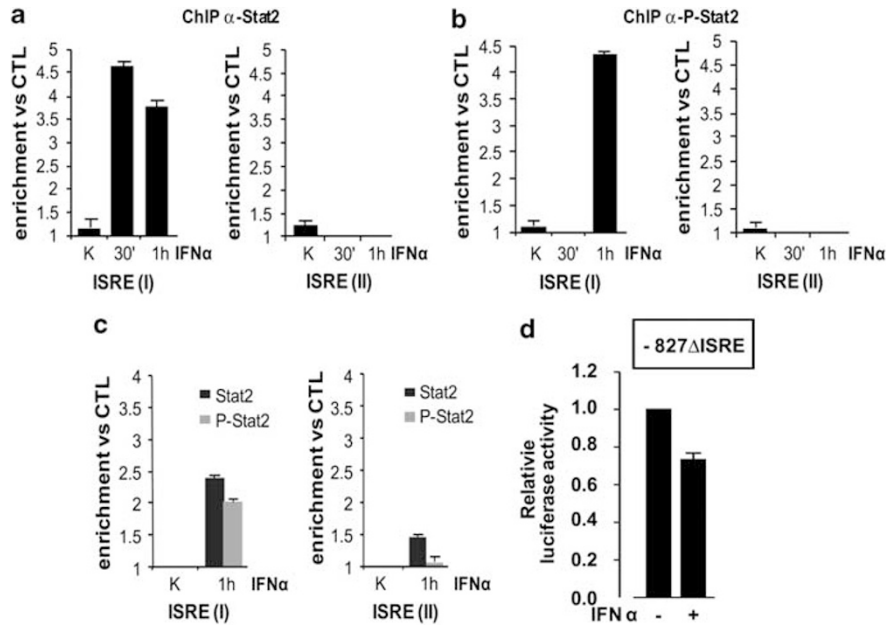 a
ChIP α-Stat2
enrichment vs CTL
5
4.5
4
3.5
3
2.5
2
1.5
1
K 30' 1h IFNα
ISRE (I)
enrichment vs CTL
5
4.5
4
3.5
3
2.5
2
1.5
1
K 30' 1h IFNα
ISRE (II)
b
ChIP α-P-Stat2
enrichment vs CTL
4.5
4
3.5
3
2.5
2
1.5
1
K 30' 1h IFNα
ISRE (I)
enrichment vs CTL
5
4.5
4
3.5
3
2.5
2
1.5
1
K 30' 1h IFNα
ISRE (II)
c
enrichment vs CTL
4
3.5
3
2.5
2
1.5
1
Stat2
P-Stat2
K 1h IFNα
ISRE (I)
enrichment vs CTL
4
3.5
3
2.5
2
1.5
1
Stat2
P-Stat2
K 1h IFNα
ISRE (II)
d
- 827ΔISRE
Relativie
luciferase activity
1.2
1.0
0.8
0.6
0.4
0.2
0.0
IFN α - +